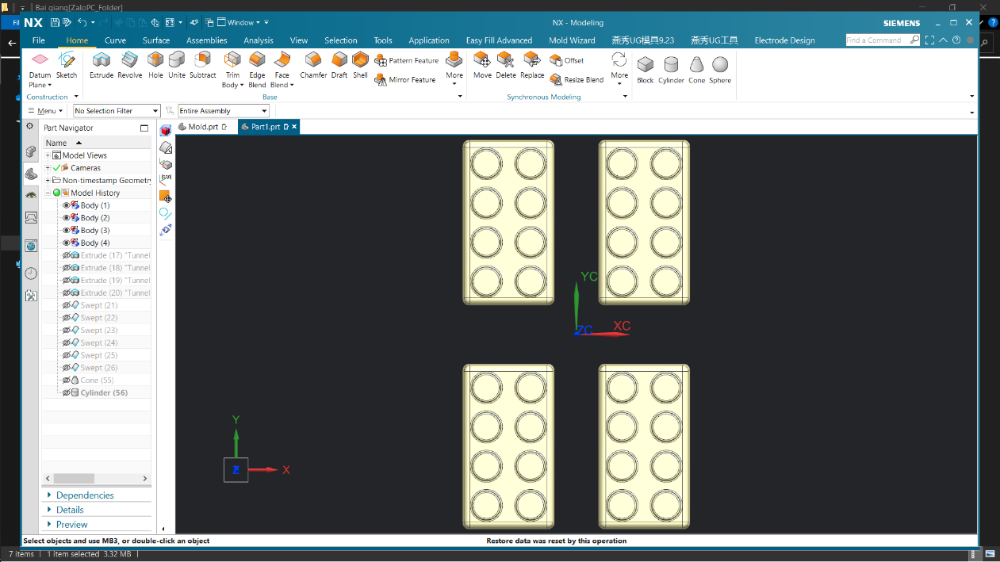 Bai qiang[ZaloPC_Folder]
Fil
NX
Window
NX - Modeling
SIEMENS
File Home Curve Surface Assemblies Analysis View Selection Tools Application Easy Fill Advanced Mold Wizard 燕秀UG模具9.23 燕秀UG工具 Electrode Design Find a Command
Datum Plane
Sketch
Construction
Extrude
Revolve
Hole
Unite
Subtract
Trim Body
Edge Blend
Face Blend
Chamfer
Draft
Shell
Pattern Feature
Mirror Feature
More
Base
Move
Delete
Replace
Offset
Resize Blend
More
Synchronous Modeling
Block
Cylinder
Cone
Sphere
Menu
No Selection Filter
Entire Assembly
Part Navigator
Mold.prt
Part1.prt
Name
Model Views
Cameras
Non-timestamp Geometry
Model History
Body (1)
Body (2)
Body (3)
Body (4)
Extrude (17) "Tunnel
Extrude (18) "Tunnel
Extrude (19) "Tunnel
Extrude (20) "Tunnel
Swept (21)
Swept (22)
Swept (23)
Swept (24)
Swept (25)
Swept (26)
Cone (55)
Cylinder (56)
YC
ZC
XC
Y
Z
X
Dependencies
Details
Preview
Select objects and use MB3, or double-click an object
Restore data was reset by this operation
7 items
1 item selected 3.32 MB